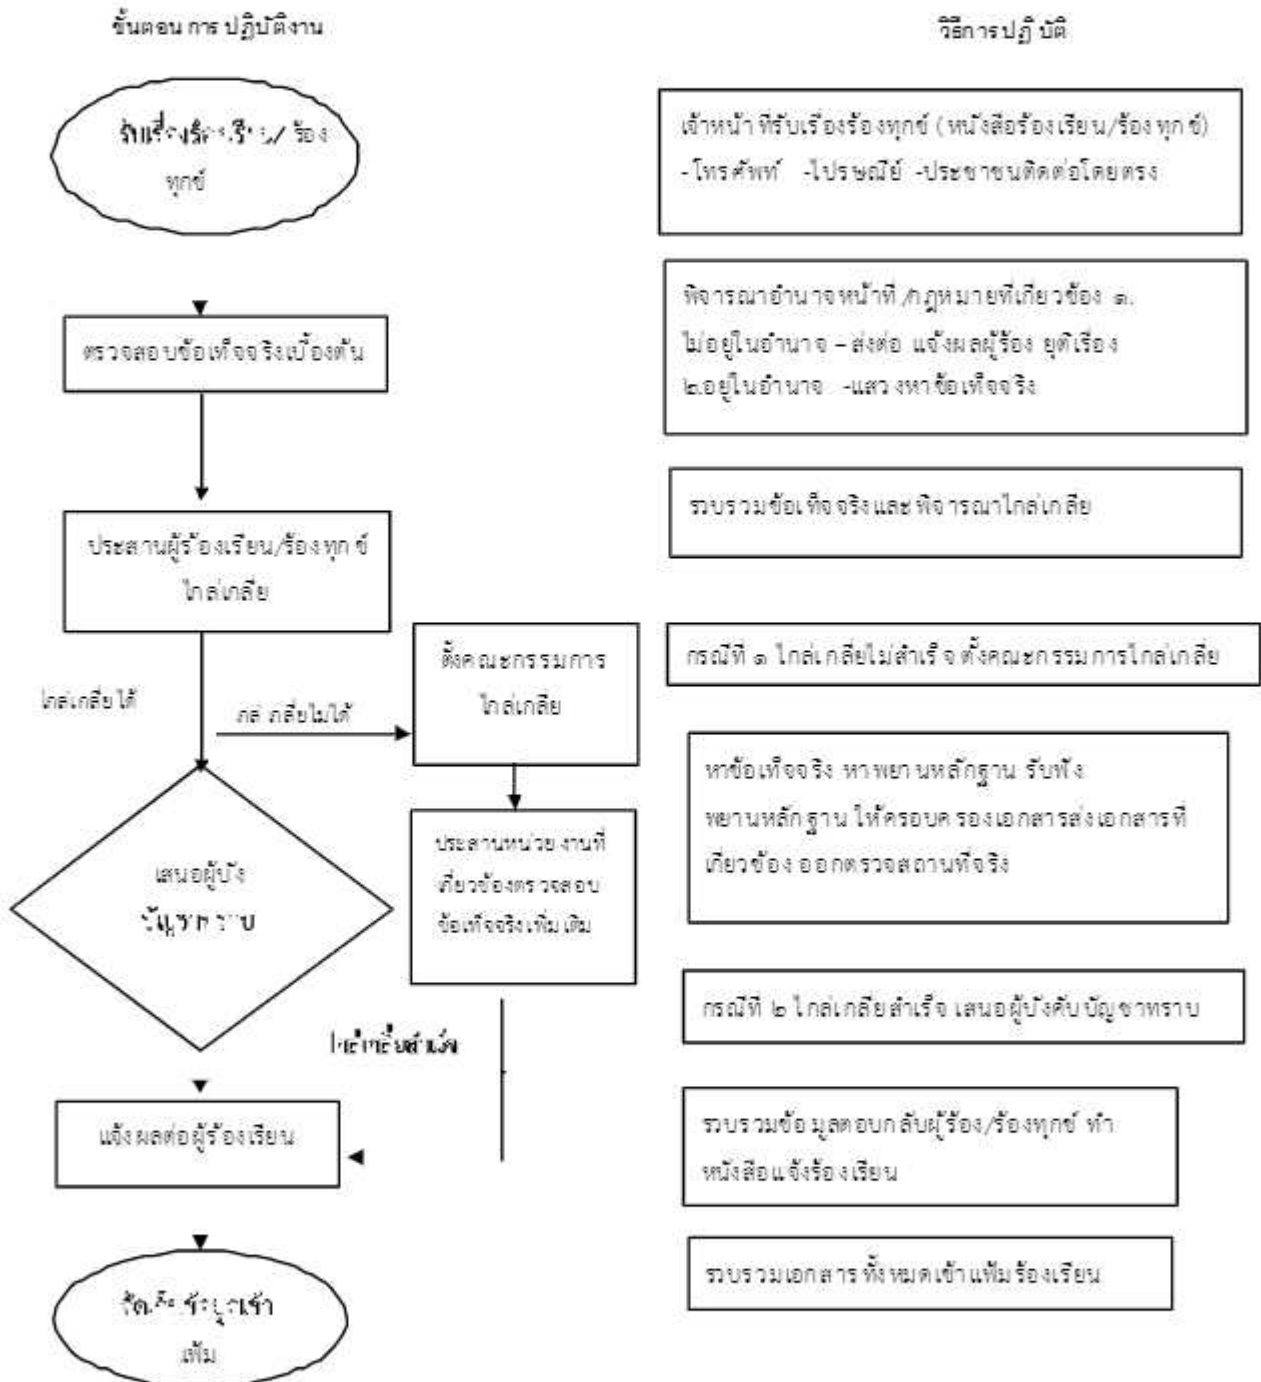 ขั้นตอน การ ปฏิบัติงาน
วิธีการปฏิบัติ
รับเรื่องร้องเรียน/ ร้อง
ทุกข์
เจ้าหน้าที่รับเรื่องร้องทุกข์ (หนังสือร้องเรียน/ร้องทุกข์)
-โทรศัพท์ -ไปรษณีย์ -ประชาชนติดต่อโดยตรง
ตรวจสอบข้อเท็จจริงเบื้องต้น
พิจารณาอำนาจหน้าที่/กฎหมายที่เกี่ยวข้อง ๑.
ไม่อยู่ในอำนาจ – ส่งต่อ แจ้งผลผู้ร้อง ยุติเรื่อง
๒.อยู่ในอำนาจ -แสวงหาข้อเท็จจริง
ประสานผู้ร้องเรียน/ร้องทุกข์
ไกล่เกลี่ย
รวบรวมข้อเท็จจริงและพิจารณาไกล่เกลี่ย
ไกล่เกลี่ยได้
กล่ เกลี่ยไม่ได้
ตั้งคณะกรรมการ
ไกล่เกลี่ย
กรณีที่ ๑ ไกล่เกลี่ยไม่สำเร็จ ตั้งคณะกรรมการไกล่เกลี่ย
เสนอผู้บัง
ประสานหน่วยงานที่
เกี่ยวข้องตรวจสอบ
ข้อเท็จจริงเพิ่มเติม
หาข้อเท็จจริง หาพยานหลักฐาน รับฟัง
พยานหลักฐาน ให้ครอบครองเอกสารส่งเอกสารที่
เกี่ยวข้อง ออกตรวจสถานที่จริง
ไกล่เกลี่ยสำเร็จ
กรณีที่ ๒ ไกล่เกลี่ยสำเร็จ เสนอผู้บังคับบัญชาทราบ
แจ้งผลต่อผู้ร้องเรียน
รวบรวมข้อมูลตอบกลับผู้ร้อง/ร้องทุกข์ ทำ
หนังสือแจ้งร้องเรียน
แฟ้ม
รวบรวมเอกสารทั้งหมดเข้าแฟ้มร้องเรียน